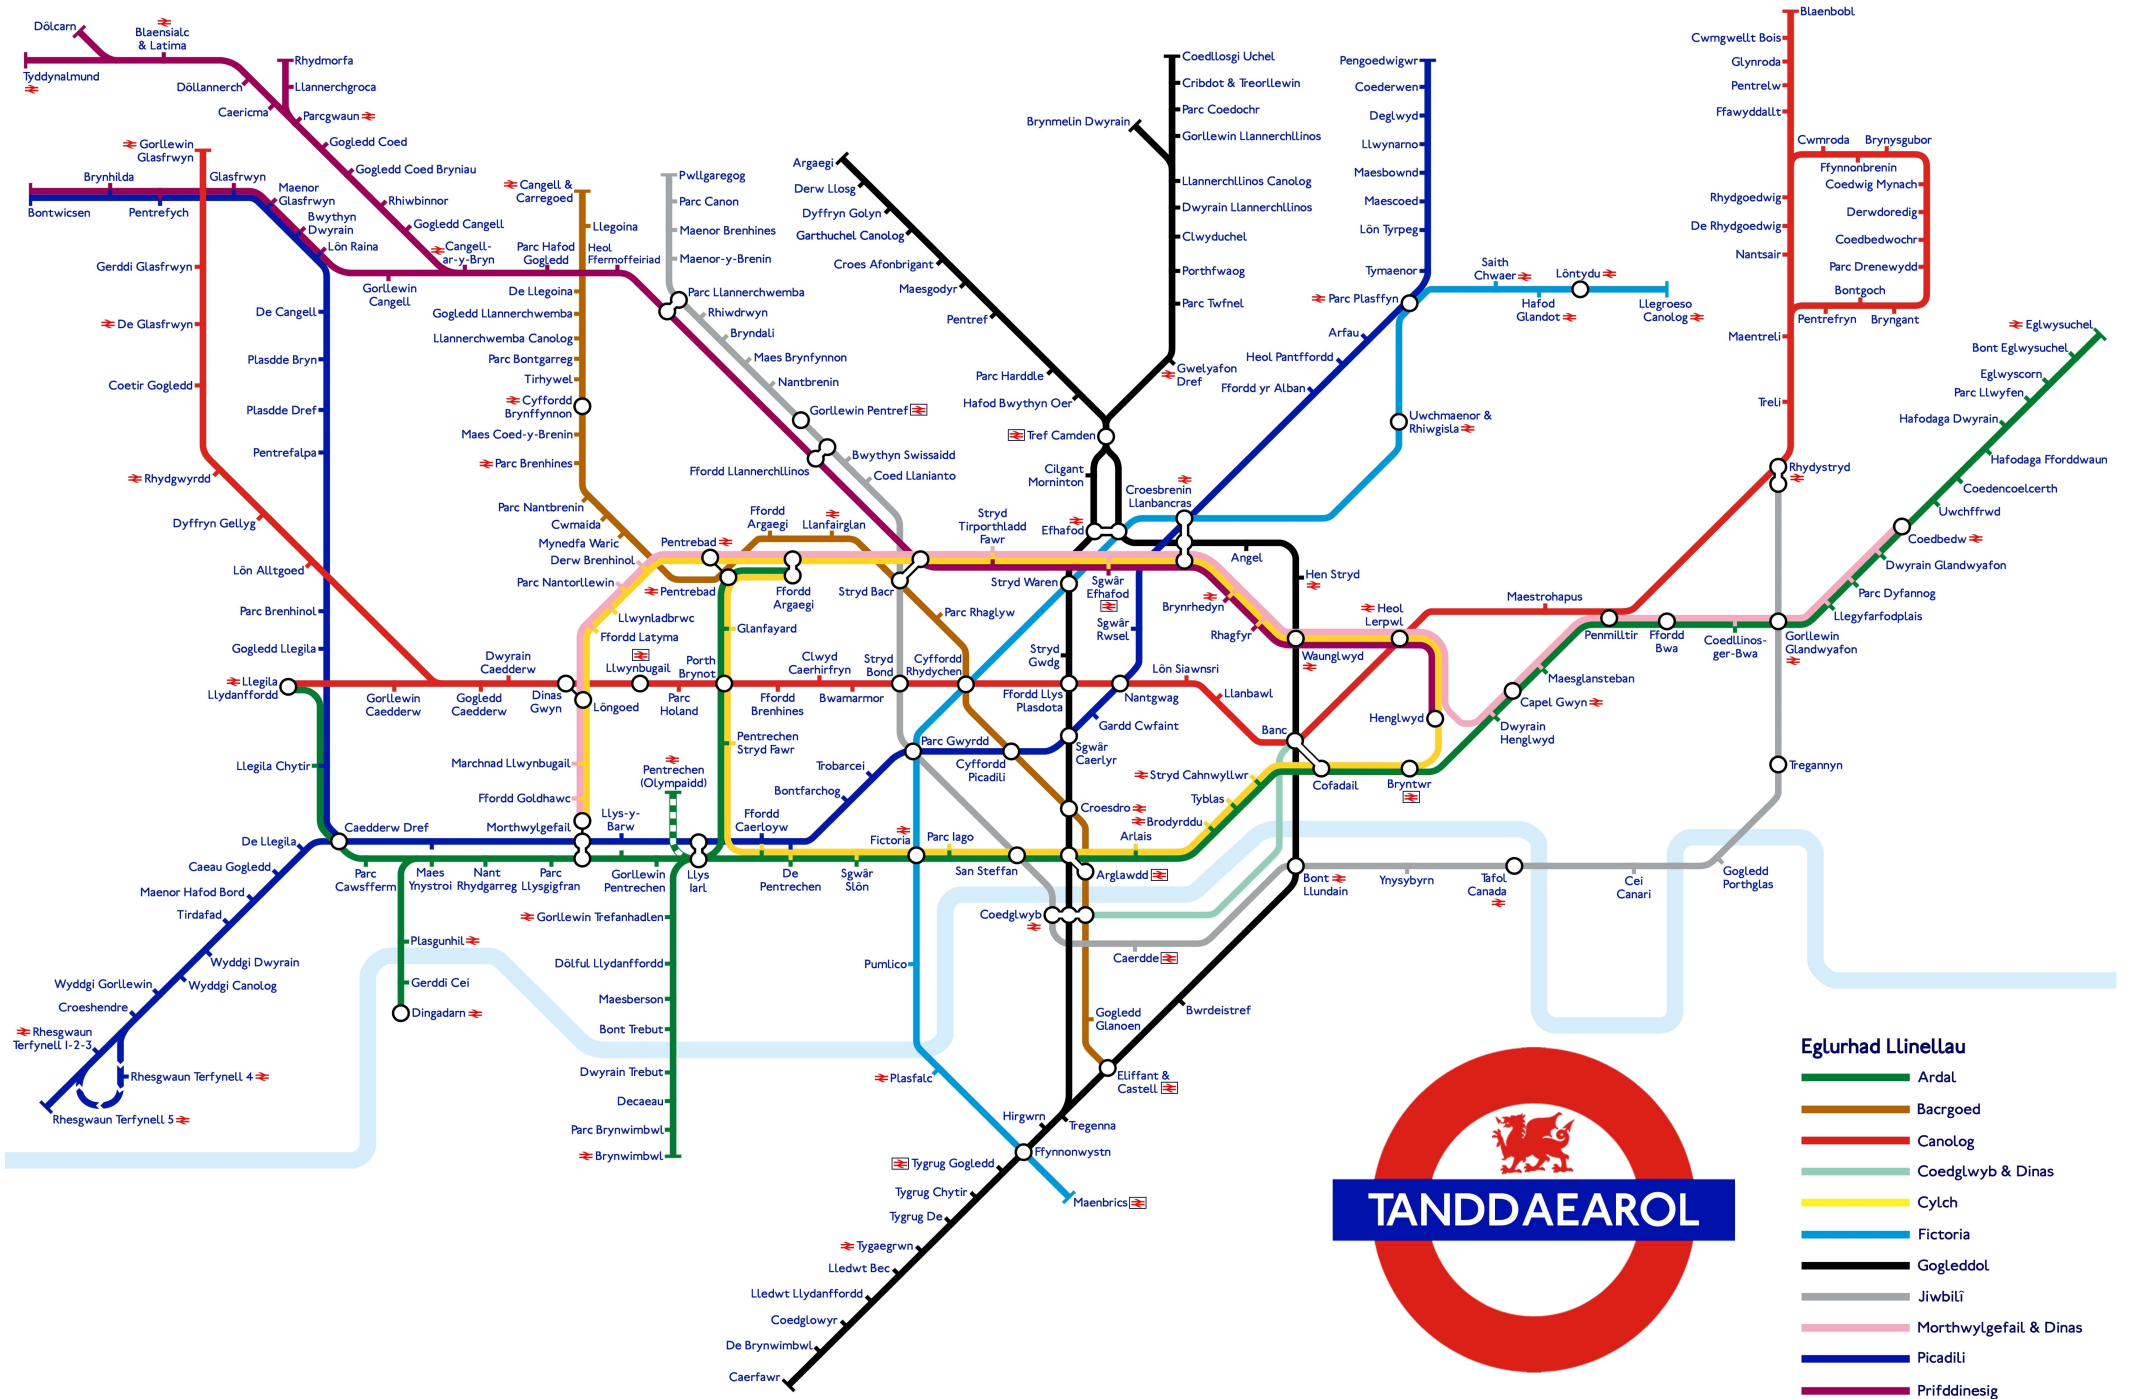 Dölcarn
Blaensialc
& Latima
Tyddynalmund
Döllannerch
Caericma
Rhydmorfa
Llannerchgroca
Parcgwaun
Gogledd Coed
Gogledd Coed Bryniau
Rhiwbinnor
Gogledd Cangell
Cangell-
ar-y-Bryn
Gorllewin
Cangell
Parc Hafod
Gogledd
Heol
Ffermoffeiriad
Gorllewin
Glasfrwyn
Brynhilda
Glasfrwyn
Maenor
Glasfrwyn
Bwythyn
Dwyrain
Lôn Raina
Bontwicsen
Pentrefych
Gerddi Glasfrwyn
De Glasfrwyn
Coetir Gogledd
Rhydgwyrdd
Dyffryn Gellyg
Lôn Alltgoed
De Cangell
Plasdde Bryn
Plasdde Dref
Pentrefalpa
Parc Brenhinol
Gogledd Llegila
Llegila
Llydanffordd
Llegila Chytir
Cangell &
Carregoed
Llegoina
De Llegoina
Gogledd Llannerchwemba
Llannerchwemba Canolog
Parc Bontgarreg
Tirhywel
Cyffordd
Brynffynnon
Maes Coed-y-Brenin
Parc Brenhines
Parc Nantbrenin
Cwmaida
Mynedfa Waric
Derw Brenhinol
Parc Nantorllewin
Llwynladbrwc
Ffordd Latyma
Pwllgaregog
Parc Canon
Maenor Brenhines
Maenor-y-Brenin
Parc Llannerchwemba
Rhiwdrwyn
Bryndali
Maes Brynfynnon
Nantbrenin
Gorllewin Pentref
Ffordd Llannerchllinos
Bwythyn Swissaidd
Coed Llanianto
Argaegi
Derw Llosg
Dyffryn Golyn
Garthuchel Canolog
Croes Afonbrigant
Maesgodyr
Pentref
Parc Harddle
Hafod Bwythyn Oer
Brynmelin Dwyrain
Coedllosgi Uchel
Cribdot & Treorllewin
Parc Coedochr
Gorllewin Llannerchllinos
Llannerchllinos Canolog
Dwyrain Llannerchllinos
Clwyduchel
Porthfwaog
Parc Twfnel
Gwelyafon
Dref
Tref Camden
Cilgant
Morninton
Croesbrenin
Llanbancras
Efhafod
Pengoedwigwr
Coederwen
Deglwyd
Llwynarno
Maesbownd
Maescoed
Lôn Tyrpeg
Tymaenor
Parc Plasffyn
Arfau
Heol Pantffordd
Ffordd yr Alban
Saith
Chwaer
Löntydu
Hafod
Glandot
Llegroeso
Canolog
Uwchmaenor &
Rhiwgisla
Blaenbobl
Cwmgwellt Bois
Glynroda
Pentrelw
Ffawyddallt
Cwmroda
Brynysgubor
Ffynnonbrenin
Coedwig Mynach
Rhydgoedwig
Derwdoredig
De Rhydgoedwig
Coedbedwochr
Nantsair
Parc Drenewydd
Bontgoch
Pentrefryn
Bryngant
Maentreli
Treli
Rhydystryd
Eglwysuchel
Bont Eglwysuchel
Eglwyscorn
Parc Llwyfen
Hafodaga Dwyrain
Hafodaga Fforddwaun
Coedencoelcerth
Uwchffrwd
Coedbedw
Dwyrain Glandwyafon
Parc Dyfannog
Llegyfarfodplais
Gorllewin
Glandwyafon
Coedllinos-
ger-Bwa
Ffordd
Bwa
Penmilltir
Maestrohapus
Maesglansteban
Capel Gwyn
Dwyrain
Henglwyd
Henglwyd
Heol
Lerpwl
Waunglwyd
Hen Stryd
Angel
Brynrhedyn
Rhagfyr
Sgwâr
Efhafod
Sgwâr
Rwsel
Stryd
Tirporthladd
Fawr
Stryd Waren
Stryd
Gwdg
Stryd Bacr
Parc Rhaglyw
Ffordd
Argaegi
Llanfairglan
Pentrebad
Pentrebad
Ffordd
Argaegi
Glanfayard
Porth
Brynot
Llwynbugail
Parc
Holand
Ffordd
Brenhines
Clwyd
Caerhirfryn
Bwamarmor
Stryd
Bond
Cyffordd
Rhydychen
Ffordd Llys
Plasdota
Nantgwag
Lôn Siawnsri
Llanbawl
Banc
Gardd Cwfaint
Sgwâr
Caerlyr
Cyffordd
Picadili
Parc Gwyrdd
Trobarcei
Bontfarchog
Dwyrain
Caedderw
Gorllewin
Caedderw
Gogledd
Caedderw
Dinas
Gwyn
Löngoed
Marchnad Llwynbugail
Ffordd Goldhawc
Morthwylgefail
Pentrechen
Stryd Fawr
Pentrechen
(Olympaidd)
Llys-y-
Barw
Ffordd
Caerloyw
Caedderw Dref
De Llegila
Caeau Gogledd
Maenor Hafod Bord
Tirdafad
Wyddgi Dwyrain
Wyddgi Canolog
Wyddgi Gorllewin
Croeshendre
Rhesgwaun
Terfynell 1-2-3
Rhesgwaun Terfynell 4
Rhesgwaun Terfynell 5
Parc
Cawsfferm
Maes
Ynystroi
Nant
Rhydgarreg
Parc
Llysgigfran
Gorllewin
Pentrechen
Llys
Iarl
De
Pentrechen
Sgwâr
Slôn
Fictoria
Parc Iago
San Steffan
Arglawdd
Arlais
Brodyrddu
Tyblas
Stryd Cahnwyllwr
Croesdro
Cofadail
Bryntwr
Plasgunhil
Gerddi Cei
Dingadarn
Gorllewin Trefanhadlen
Dölful Llydanffordd
Maesberson
Bont Trebut
Dwyrain Trebut
Decaeau
Parc Brynwimbwl
Brynwimbwl
Pumlico
Plasfalc
Ffynnonwystn
Maenbrics
Coedglwyb
Caerdde
Gogledd
Glanoen
Eliffant &
Castell
Bwrdeistref
Bont
Llundain
Ynysybyrn
Tafol
Canada
Cei
Canari
Gogledd
Porthglas
Tregannyn
Hirgwrn
Tregenna
Tygrug Gogledd
Tygrug Chytir
Tygrug De
Tygaegrwn
Lledwt Bec
Lledwt Llydanffordd
Coedglowyr
De Brynwimbwl
Caerfawr
TANDDAEAROL
Eglurhad Llinellau
Ardal
Bacrgoed
Canolog
Coedglwyb & Dinas
Cylch
Fictoria
Gogleddol
Jiwbilî
Morthwylgefail & Dinas
Picadili
Prifddinesig